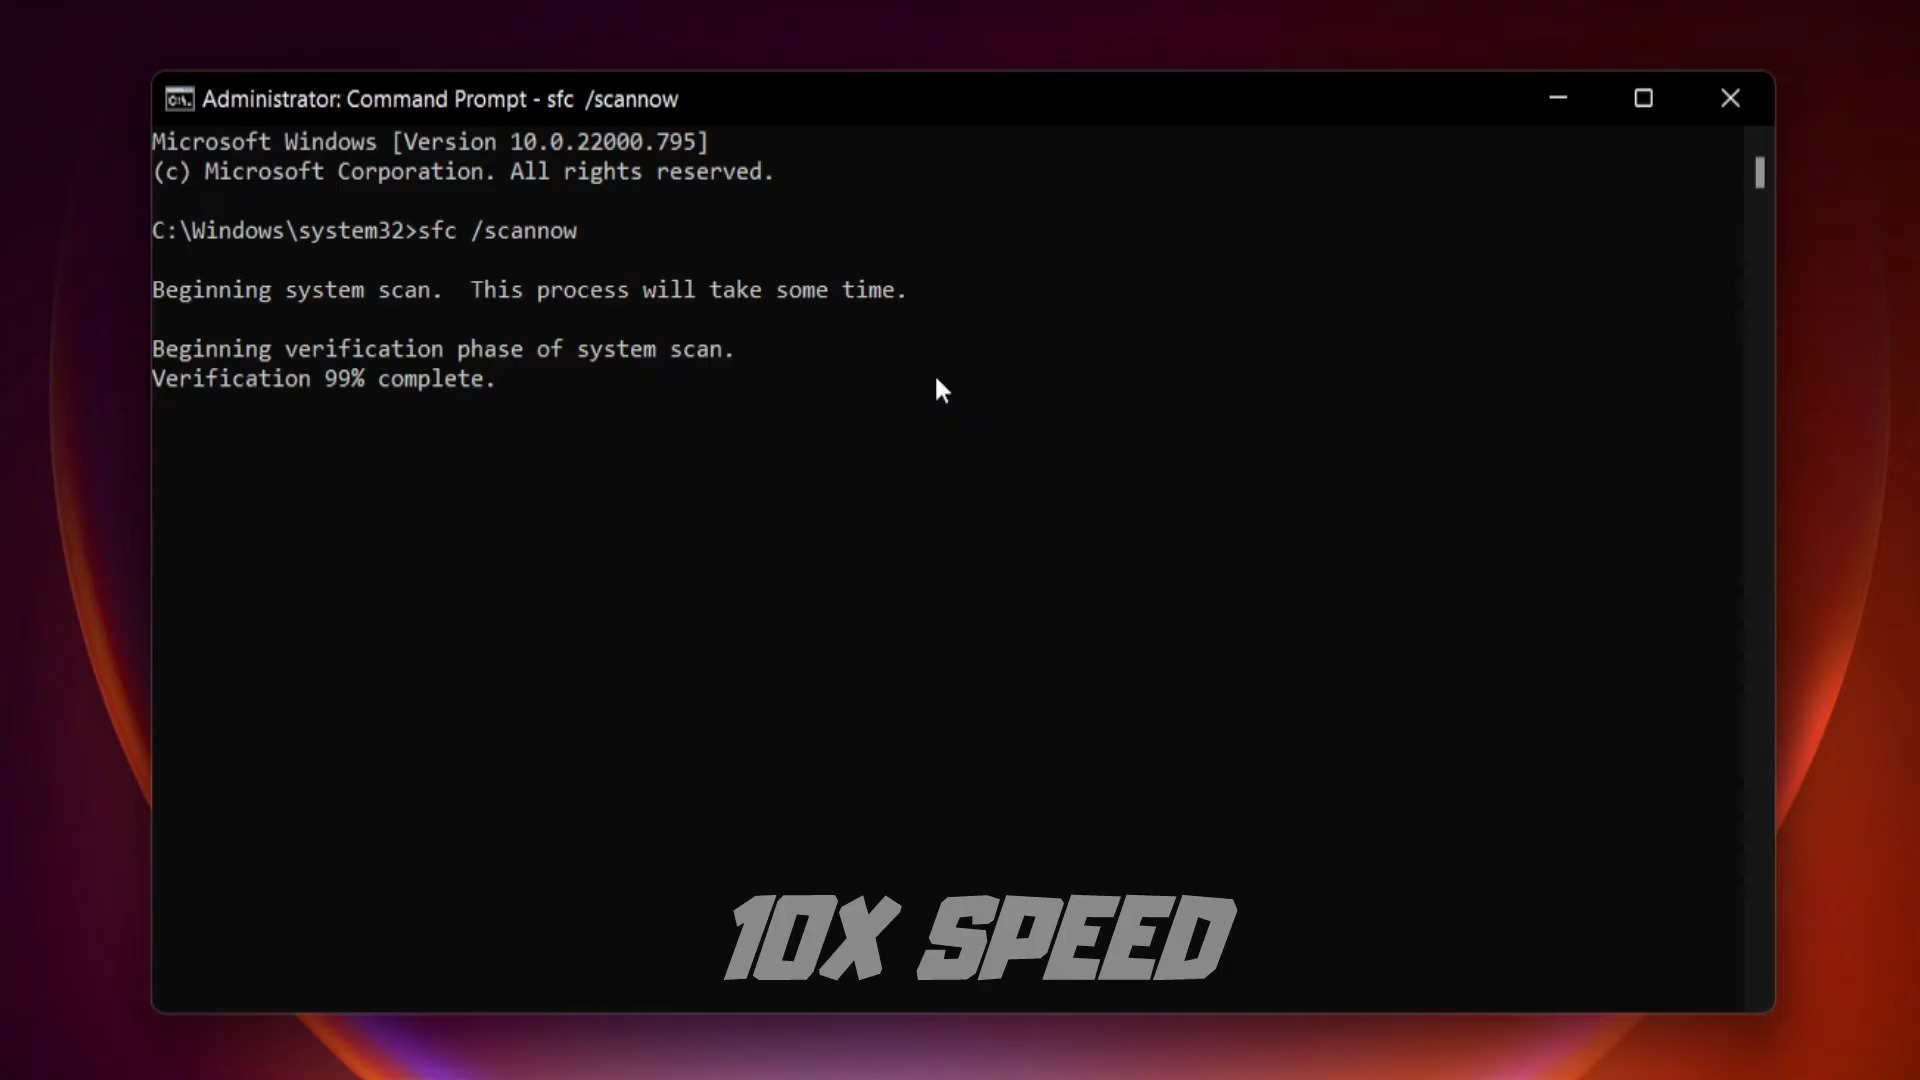 Administrator: Command Prompt - sfc  /scannow
Microsoft Windows [Version 10.0.22000.795]
(c) Microsoft Corporation. All rights reserved.
C:\Windows\system32>sfc /scannow
Beginning system scan.  This process will take some time.
Beginning verification phase of system scan.
Verification 99% complete.
10X SPEED